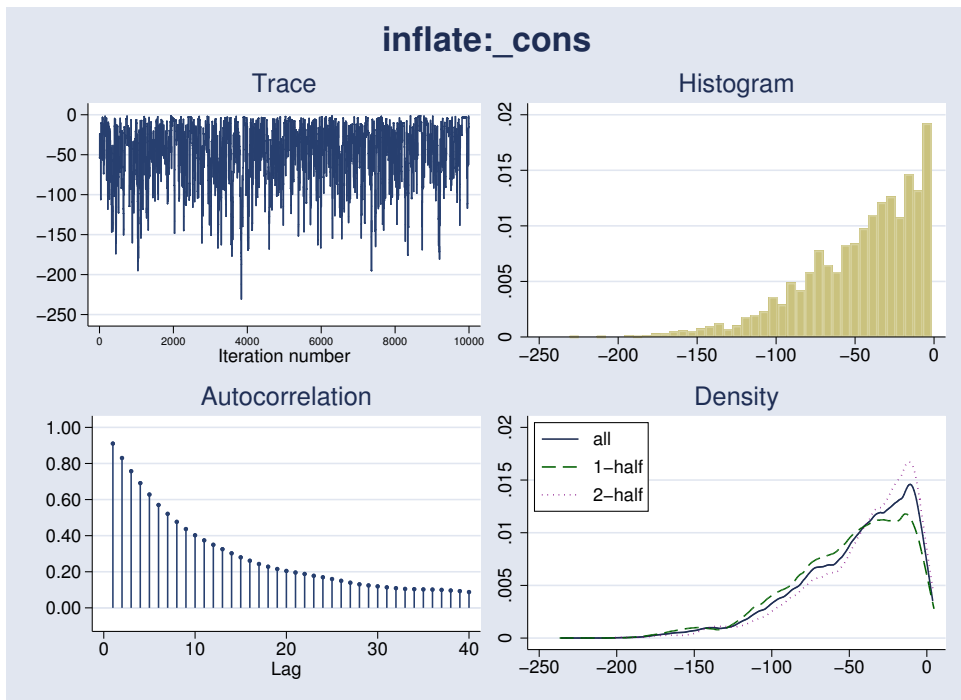 inflate:_cons
Trace
0
−50
−100
−150
−200
−250
0 2000 4000 6000 8000 10000
Iteration number
Histogram
.02
.015
.01
.005
0
−250 −200 −150 −100 −50 0
Autocorrelation
1.00
0.80
0.60
0.40
0.20
0.00
0 10 20 30 40
Lag
Density
all
1-half
2-half
.02
.015
.01
.005
0
−250 −200 −150 −100 −50 0